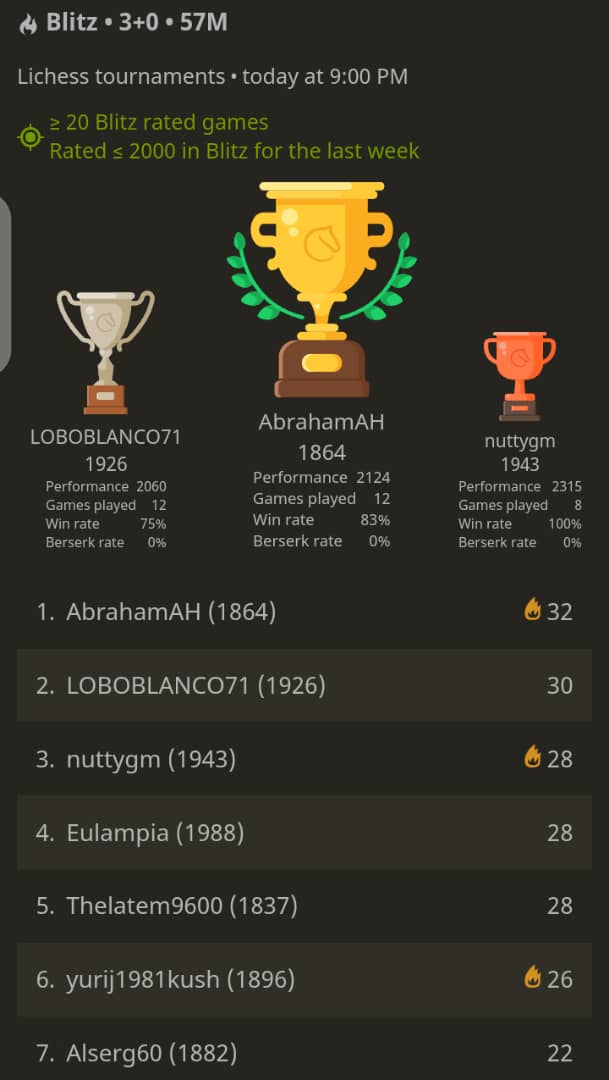 Blitz • 3+0 • 57M
Lichess tournaments • today at 9:00 PM
≥ 20 Blitz rated games
Rated ≤ 2000 in Blitz for the last week
LOBOBLANCO71
1926
Performance 2060
Games played 12
Win rate 75%
Berserk rate 0%
AbrahamAH
1864
Performance 2124
Games played 12
Win rate 83%
Berserk rate 0%
nuttygm
1943
Performance 2315
Games played 8
Win rate 100%
Berserk rate 0%
1. AbrahamAH (1864) 32
2. LOBOBLANCO71 (1926) 30
3. nuttygm (1943) 28
4. Eulampia (1988) 28
5. Thelatem9600 (1837) 28
6. yurij1981kush (1896) 26
7. Alserg60 (1882) 22